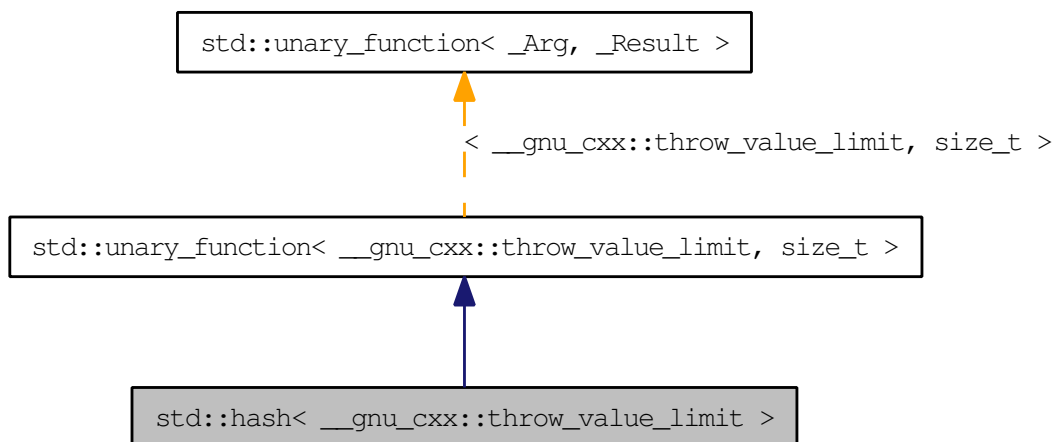 std::unary_function< _Arg, _Result >
< __gnu_cxx::throw_value_limit, size_t >
std::unary_function< __gnu_cxx::throw_value_limit, size_t >
std::hash< __gnu_cxx::throw_value_limit >